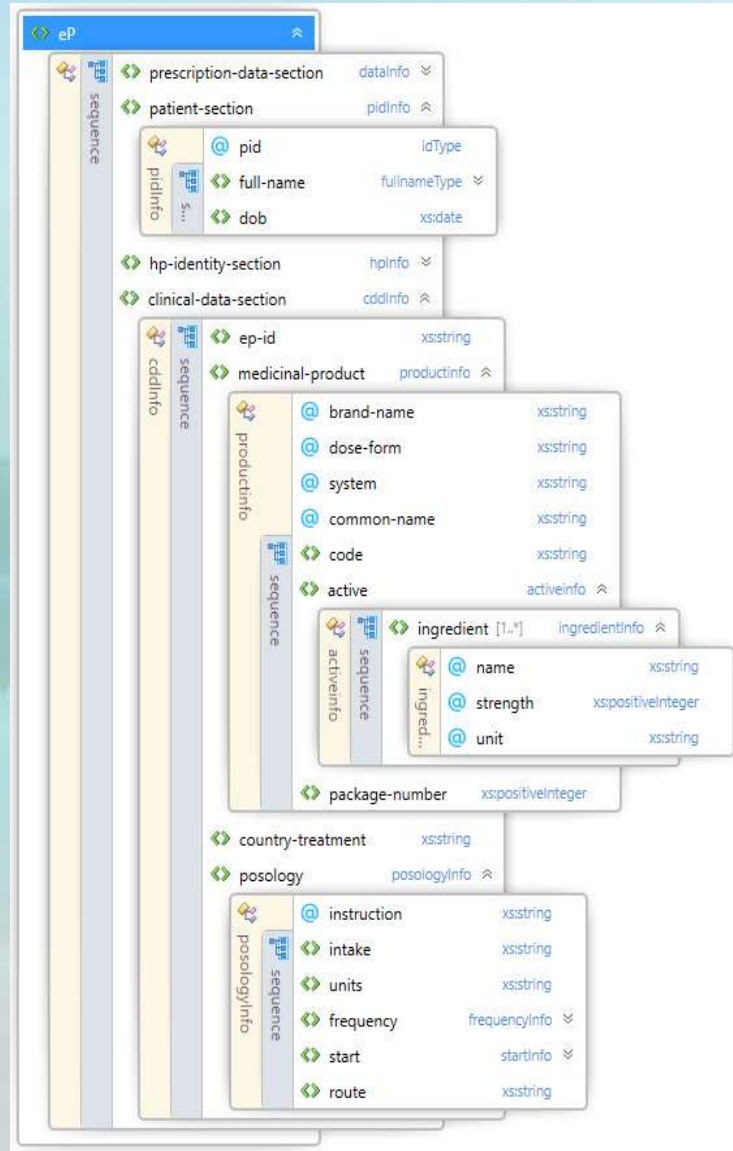 eP
sequence
prescription-data-section dataInfo
patient-section pidInfo
pidInfo
s...
@ pid idType
full-name fullnameType
dob xs:date
hp-identity-section hpInfo
clinical-data-section cddInfo
cddInfo
sequence
ep-id xs:string
medicinal-product productinfo
productinfo
@ brand-name xs:string
@ dose-form xs:string
@ system xs:string
@ common-name xs:string
sequence
code xs:string
active activeinfo
activeinfo
sequence
ingredient [1..*] ingredientInfo
ingred...
@ name xs:string
@ strength xs:positiveInteger
@ unit xs:string
package-number xs:positiveInteger
country-treatment xs:string
posology posologyInfo
posologyInfo
@ instruction xs:string
sequence
intake xs:string
units xs:string
frequency frequencyInfo
start startInfo
route xs:string